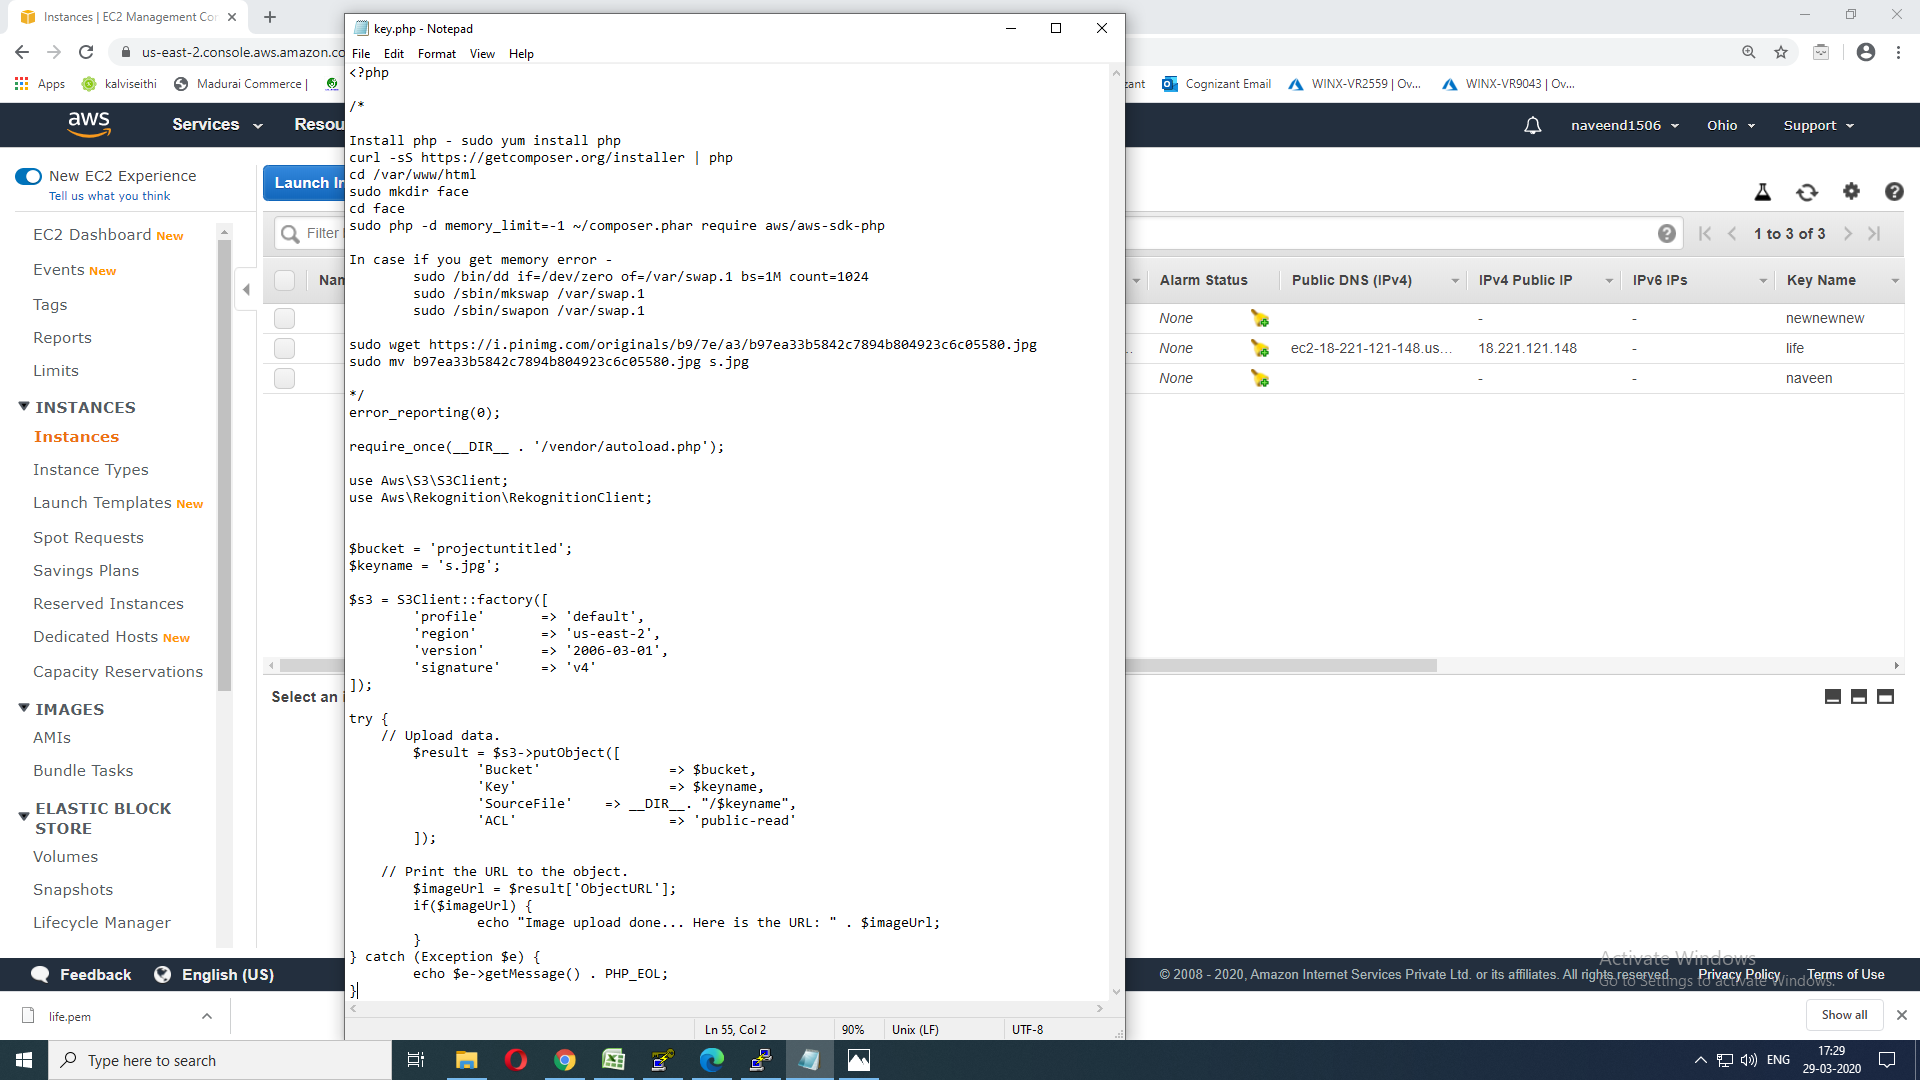 Instances | EC2 Management Con
us-east-2.console.aws.amazon.co
Apps
kalviseithi
Madurai Commerce |
zant
Cognizant Email
WINX-VR2559 | Ov...
WINX-VR9043 | Ov...
aws
Services
Resou
naveend1506
Ohio
Support
New EC2 Experience
Tell us what you think
EC2 Dashboard New
Events New
Tags
Reports
Limits
INSTANCES
Instances
Instance Types
Launch Templates New
Spot Requests
Savings Plans
Reserved Instances
Dedicated Hosts New
Capacity Reservations
IMAGES
AMIs
Bundle Tasks
ELASTIC BLOCK
STORE
Volumes
Snapshots
Lifecycle Manager
Launch In
Filter
1 to 3 of 3
Nam
Alarm Status
Public DNS (IPv4)
IPv4 Public IP
IPv6 IPs
Key Name
None - - newnewnew
None ec2-18-221-121-148.us... 18.221.121.148 - life
None - - naveen
Select an i
key.php - Notepad
File Edit Format View Help
<?php
/*
Install php - sudo yum install php
curl -sS https://getcomposer.org/installer | php
cd /var/www/html
sudo mkdir face
cd face
sudo php -d memory_limit=-1 ~/composer.phar require aws/aws-sdk-php
In case if you get memory error -
sudo /bin/dd if=/dev/zero of=/var/swap.1 bs=1M count=1024
sudo /sbin/mkswap /var/swap.1
sudo /sbin/swapon /var/swap.1
sudo wget https://i.pinimg.com/originals/b9/7e/a3/b97ea33b5842c7894b804923c6c05580.jpg
sudo mv b97ea33b5842c7894b804923c6c05580.jpg s.jpg
*/
error_reporting(0);
require_once(__DIR__ . '/vendor/autoload.php');
use Aws\S3\S3Client;
use Aws\Rekognition\RekognitionClient;
$bucket = 'projectuntitled';
$keyname = 's.jpg';
$s3 = S3Client::factory([
'profile' => 'default',
'region' => 'us-east-2',
'version' => '2006-03-01',
'signature' => 'v4'
]);
try {
// Upload data.
$result = $s3->putObject([
'Bucket' => $bucket,
'Key' => $keyname,
'SourceFile' => __DIR__. "/$keyname",
'ACL' => 'public-read'
]);
// Print the URL to the object.
$imageUrl = $result['ObjectURL'];
if($imageUrl) {
echo "Image upload done... Here is the URL: " . $imageUrl;
}
} catch (Exception $e) {
echo $e->getMessage() . PHP_EOL;
}
Ln 55, Col 2
90%
Unix (LF)
UTF-8
Feedback
English (US)
© 2008 - 2020, Amazon Internet Services Private Ltd. or its affiliates. All rights reserved.
Privacy Policy
Terms of Use
Activate Windows
Go to Settings to activate Windows.
life.pem
Show all
Type here to search
ENG
17:29
29-03-2020